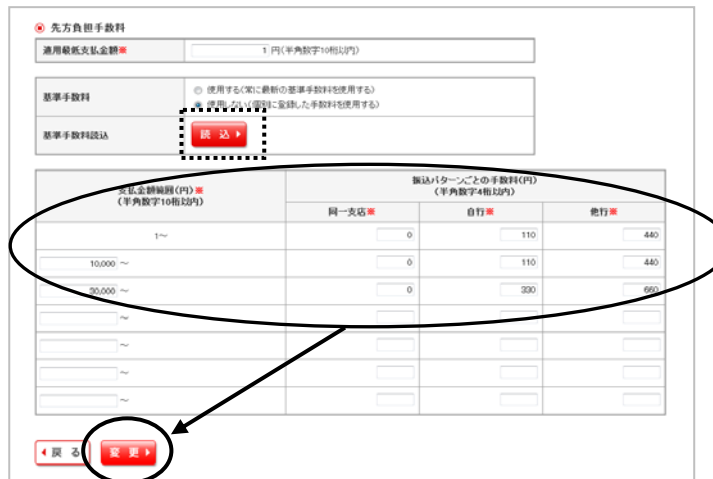 先方負担手数料
適用最低支払金額※ 1 円(半角数字10桁以内)
基準手数料 使用する(常に最新の基準手数料を使用する)
使用しない(個別に登録した手数料を使用する)
基準手数料読込 読 込
支払金額範囲(円)※
(半角数字10桁以内)
振込パターンごとの手数料(円)
(半角数字4桁以内)
同一支店※ 自行※ 他行※
1～ 0 110 440
10,000 ～ 0 110 440
30,000 ～ 0 330 660
～
～
～
～
戻 る 変 更